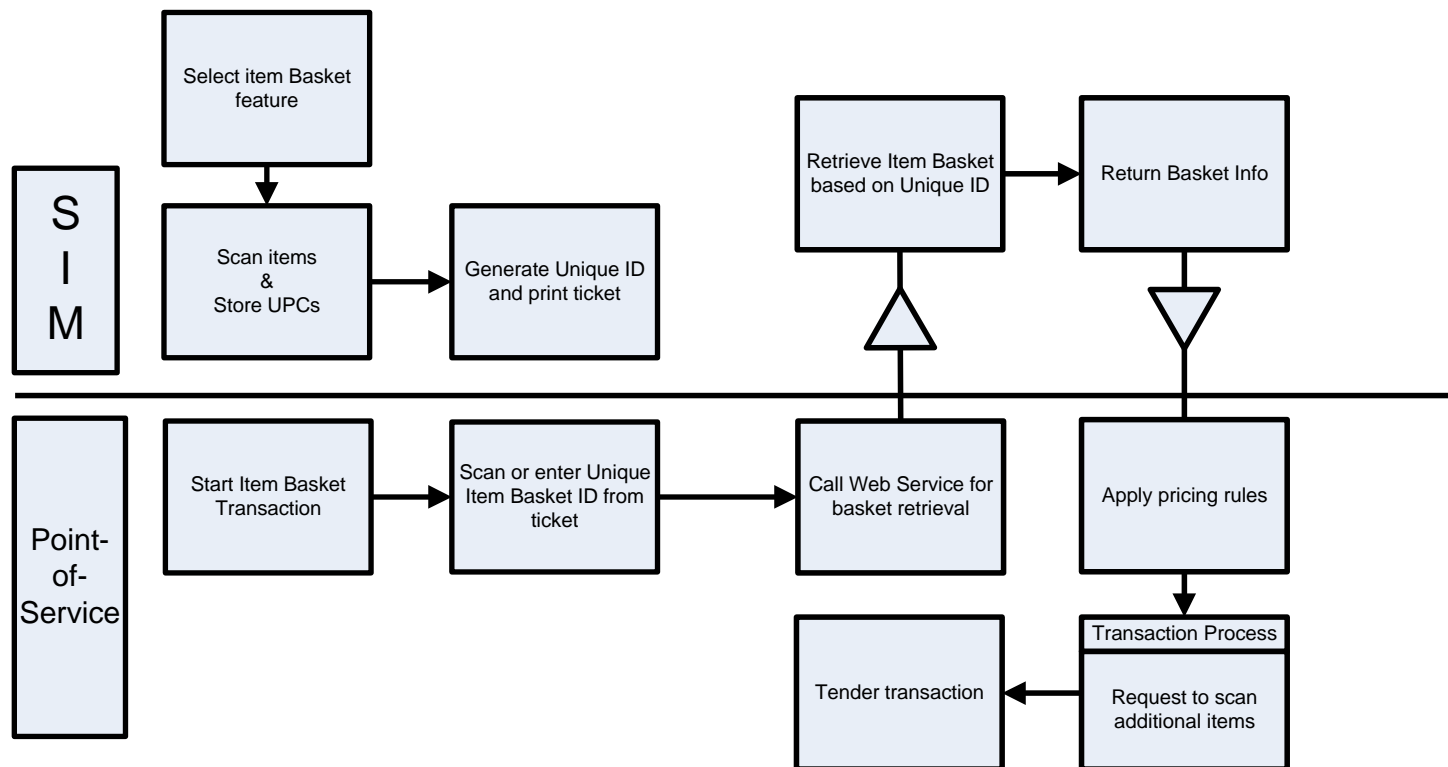 Select item Basket
feature
S
I
M
Scan items
&
Store UPCs
Generate Unique ID
and print ticket
Retrieve Item Basket
based on Unique ID
Return Basket Info
Point-
of-
Service
Start Item Basket
Transaction
Scan or enter Unique
Item Basket ID from
ticket
Call Web Service for
basket retrieval
Apply pricing rules
Transaction Process
Request to scan
additional items
Tender transaction